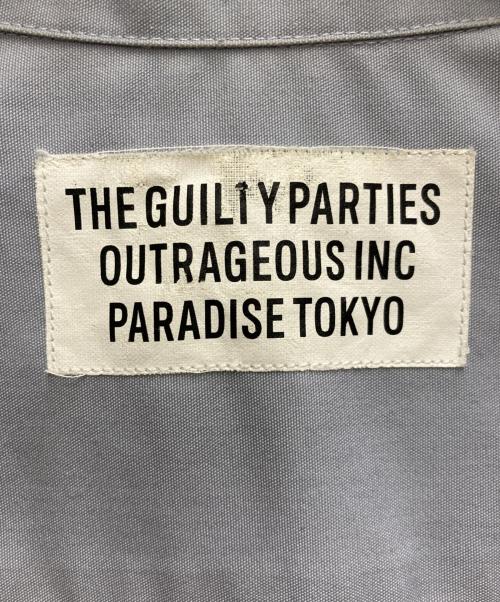 THE GUILTY PARTIES
OUTRAGEOUS INC
PARADISE TOKYO